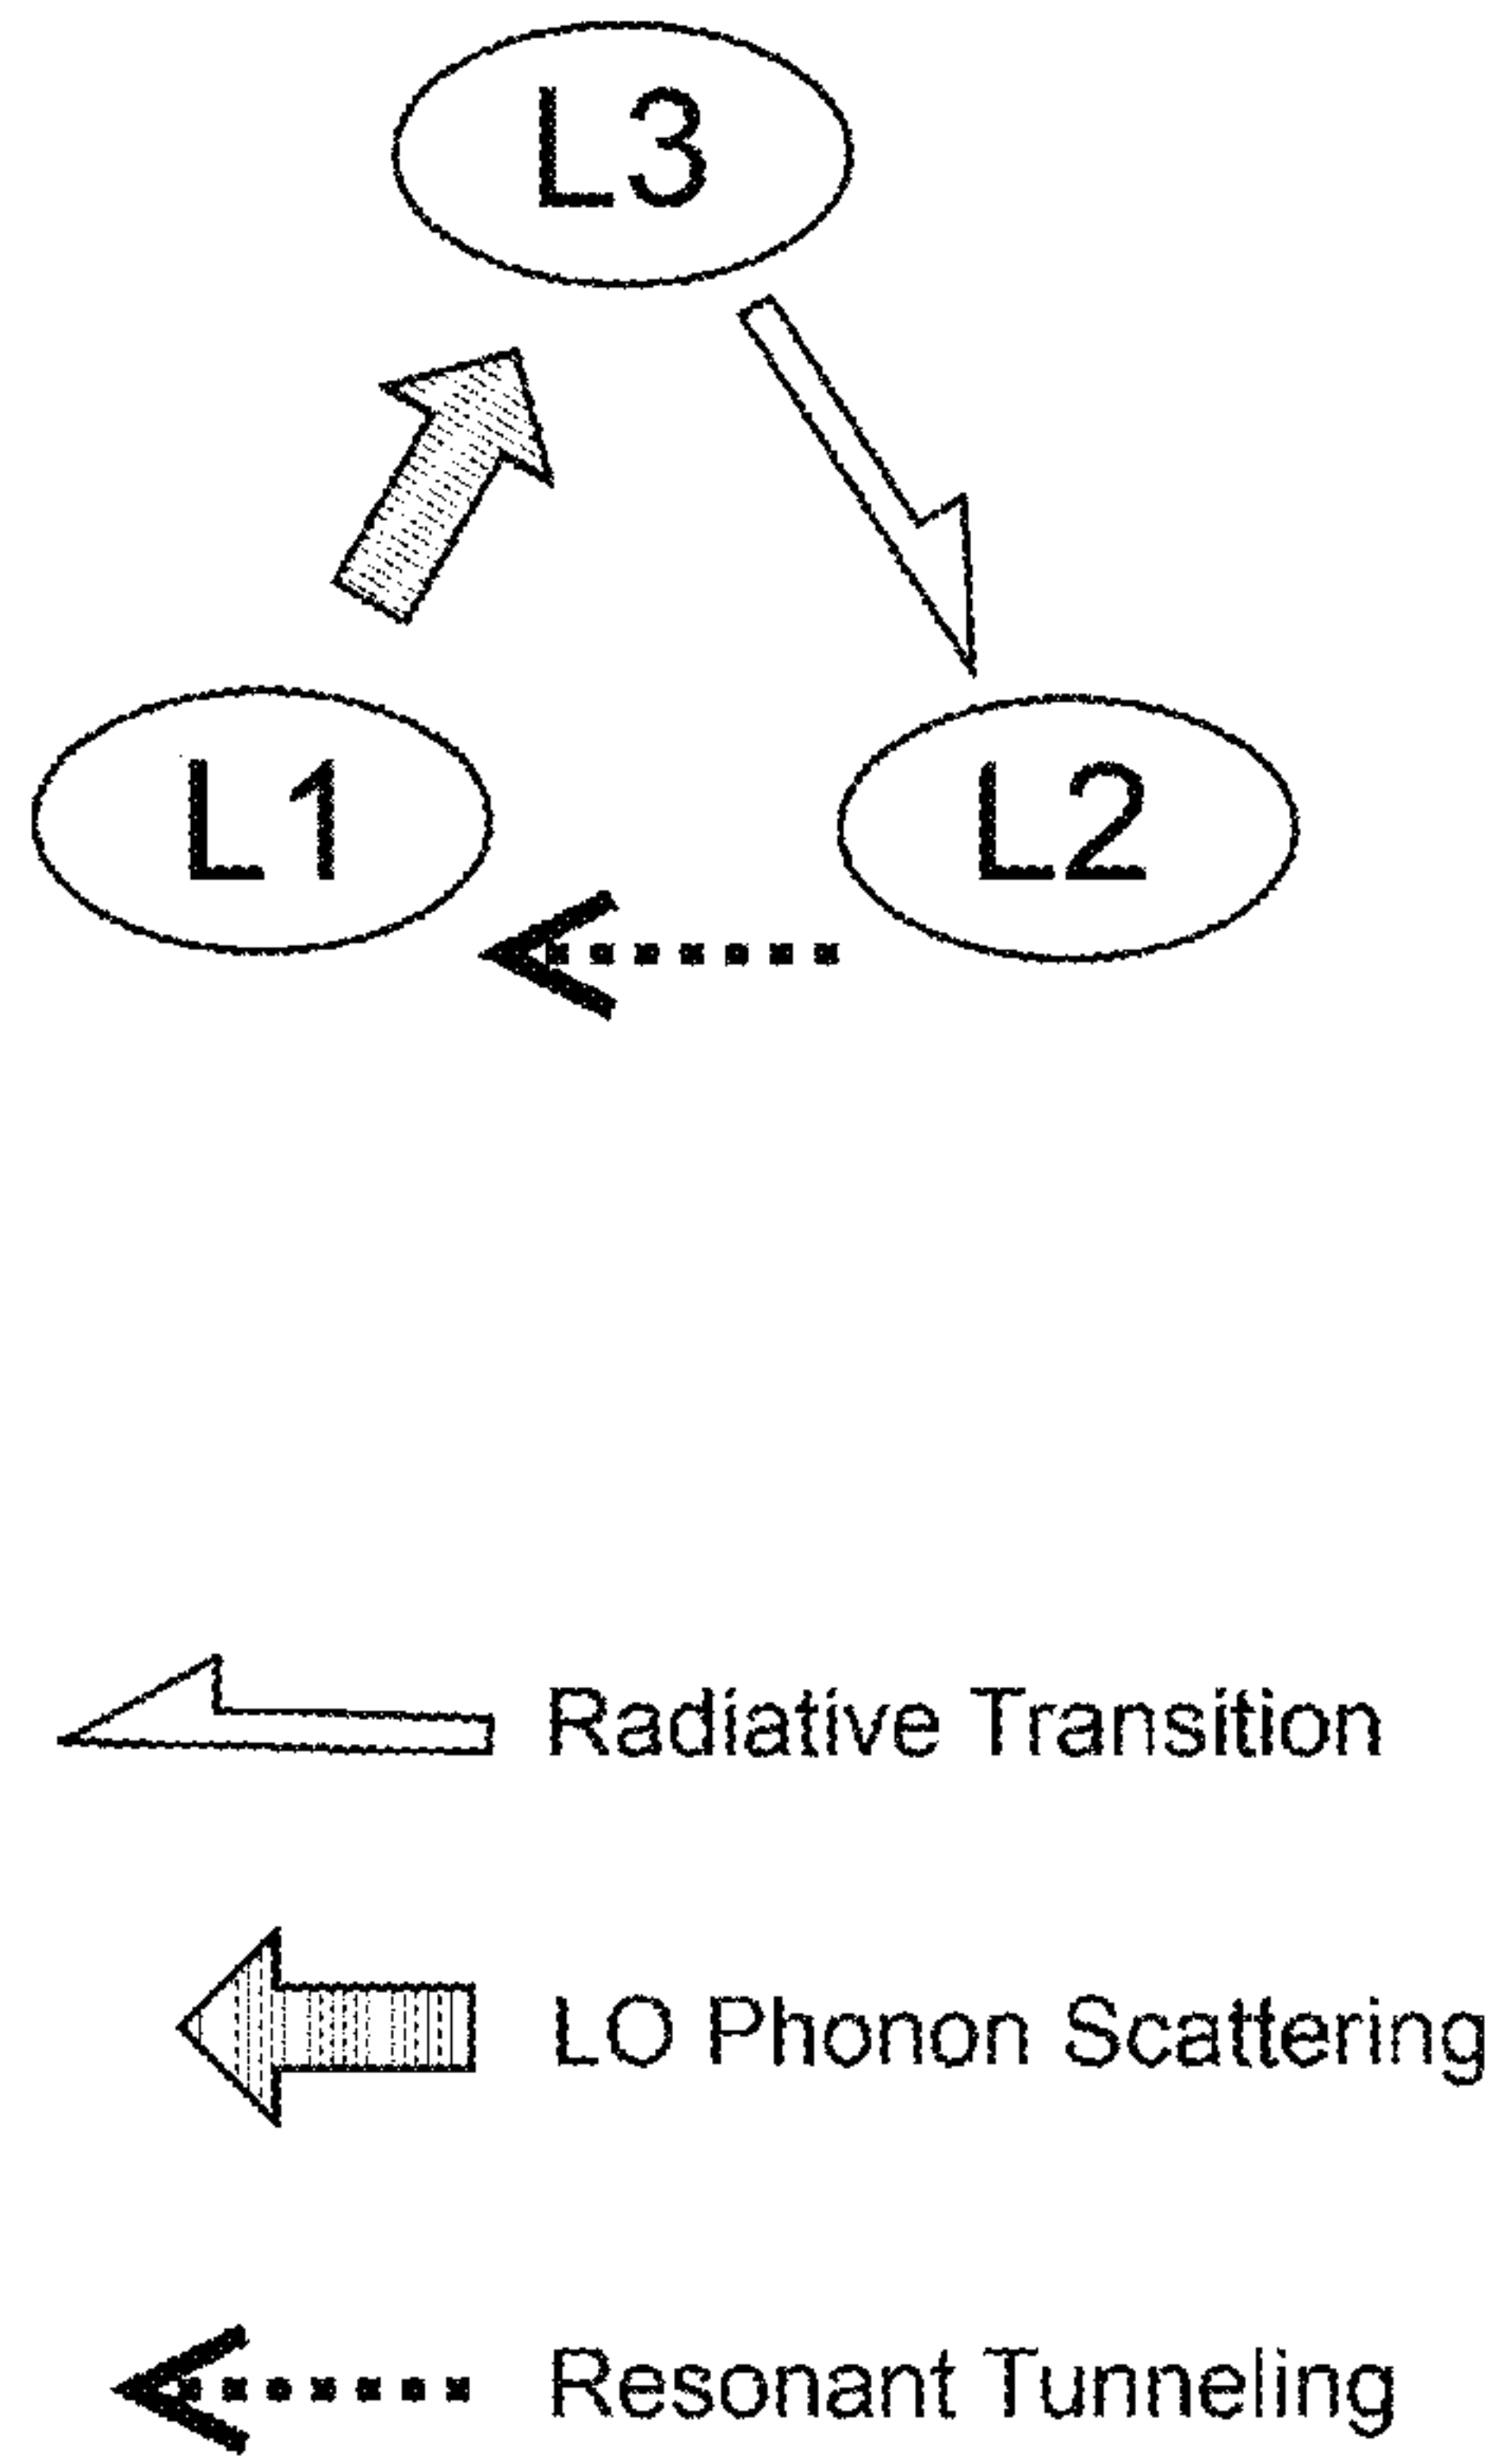 L3
L1
L2
Radiative Transition
LO Phonon Scattering
Resonant Tunneling